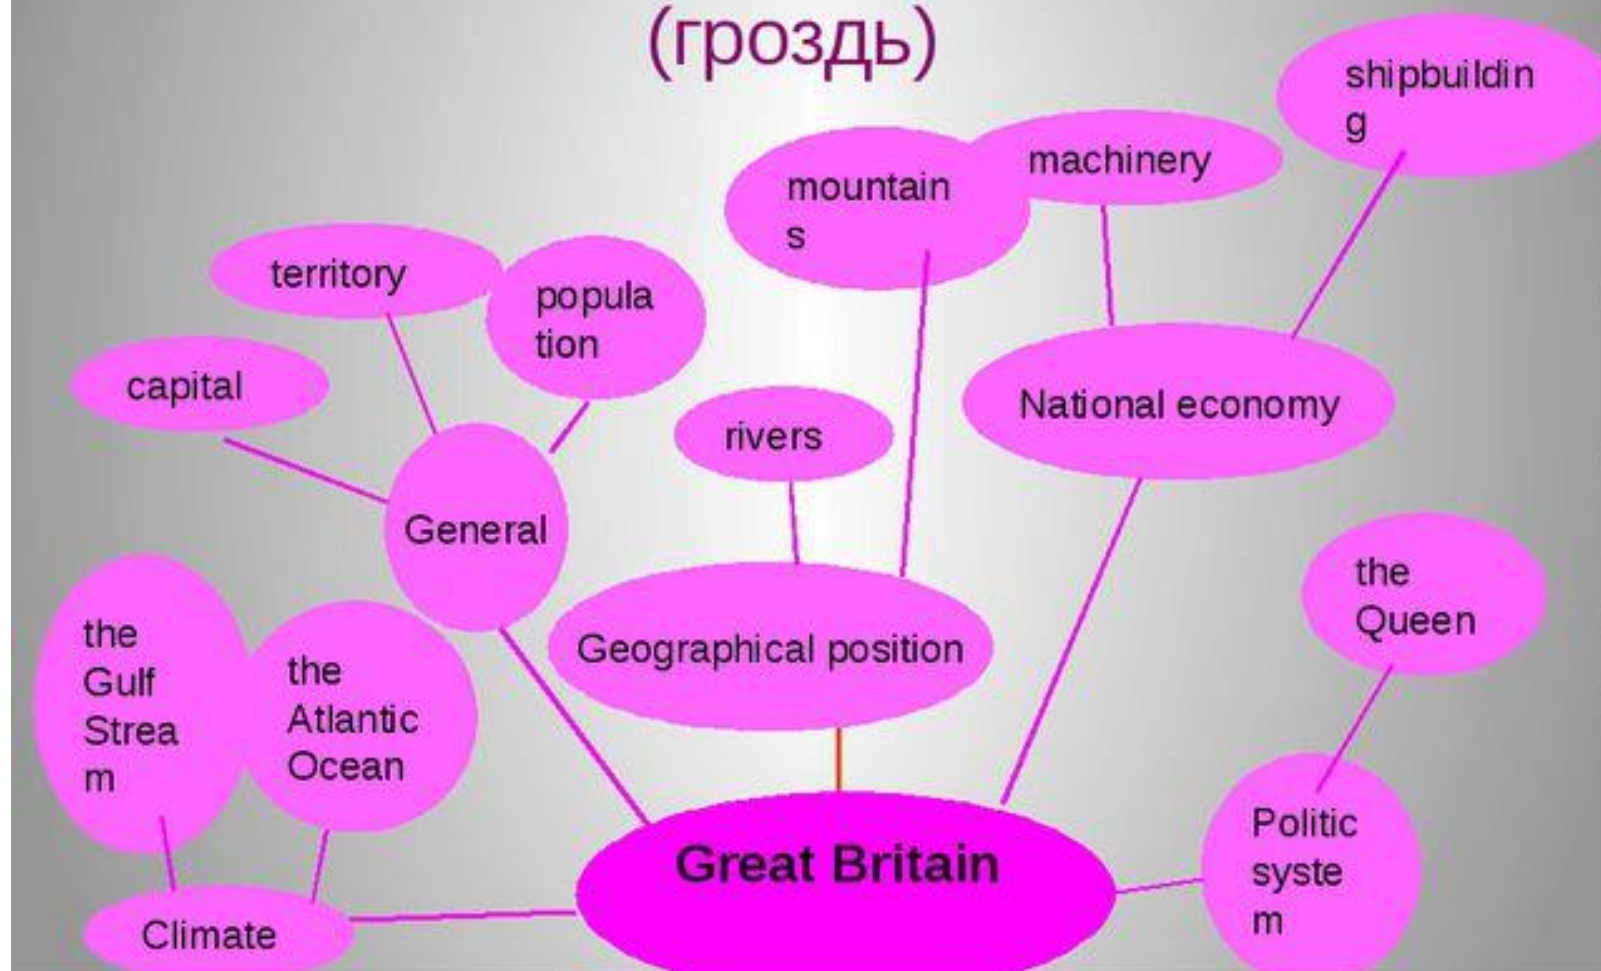 (гроздь)
shipbuildin
g
machinery
mountain
s
territory
popula
tion
capital
rivers
National economy
General
the
Queen
the
Gulf
Strea
m
the
Atlantic
Ocean
Geographical position
Politic
syste
m
Great Britain
Climate